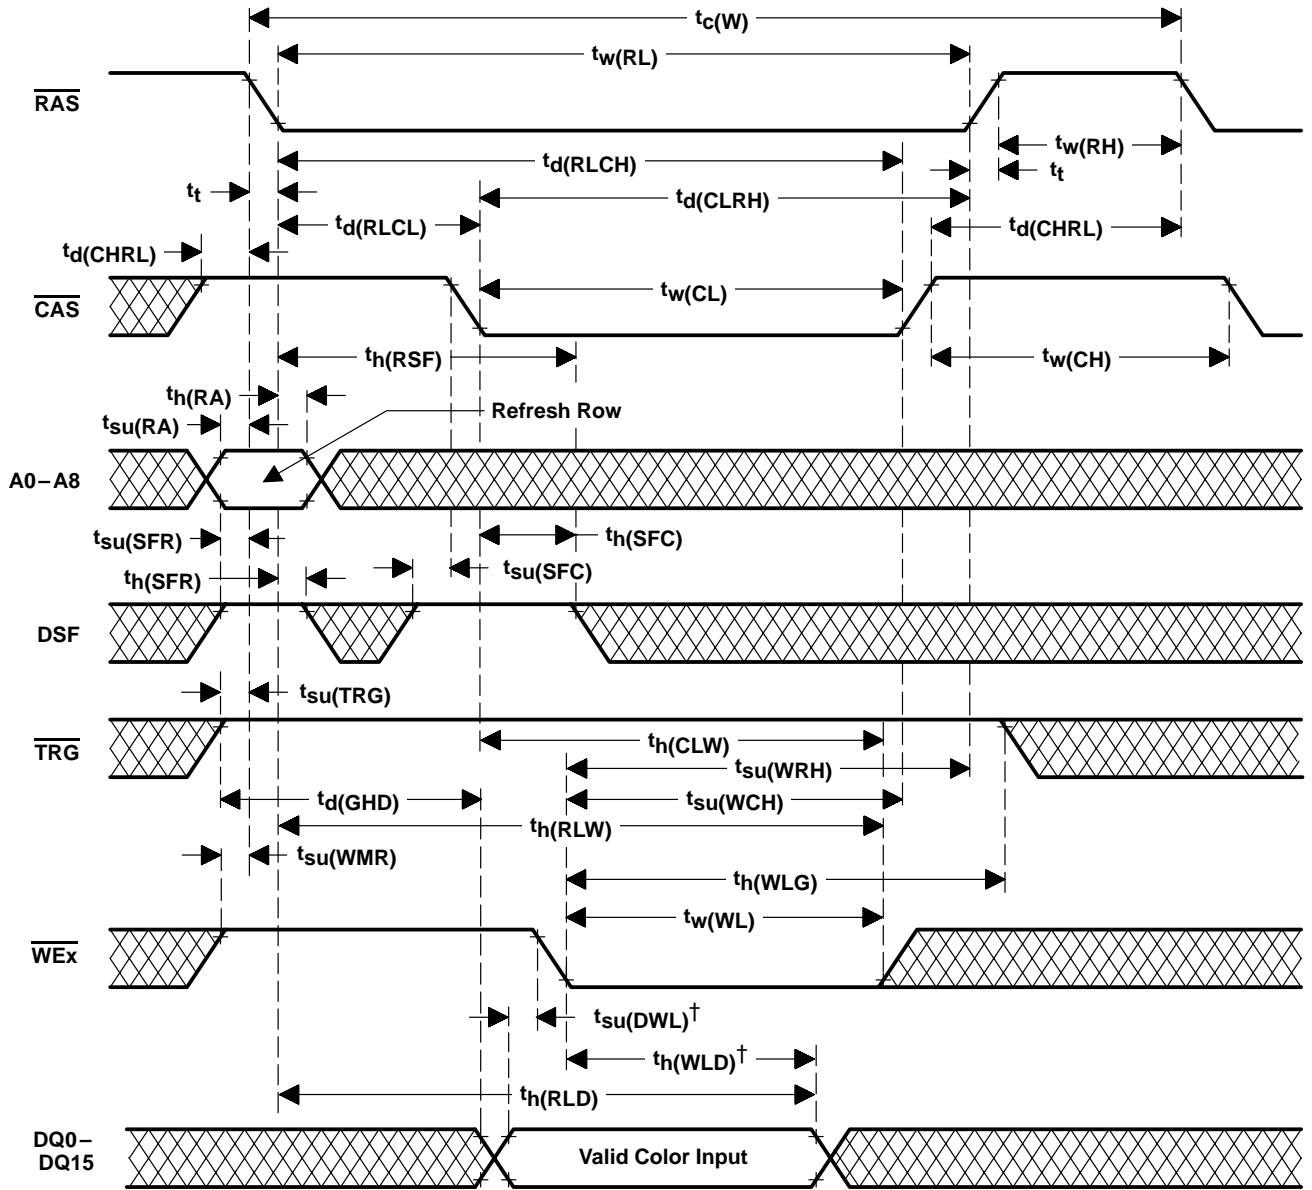 tc(W)
tw(RL)
RAS
tw(RH)
td(RLCH)
tt
tt
td(CLRH)
td(RLCL)
td(CHRL)
td(CHRL)
CAS
tw(CL)
th(RSF)
tw(CH)
th(RA)
Refresh Row
tsu(RA)
A0–A8
tsu(SFR)
th(SFC)
tsu(SFC)
th(SFR)
DSF
tsu(TRG)
TRG
th(CLW)
tsu(WRH)
td(GHD)
tsu(WCH)
th(RLW)
tsu(WMR)
th(WLG)
tw(WL)
WEx
tsu(DWL)†
th(WLD)†
th(RLD)
DQ0–
DQ15
Valid Color Input